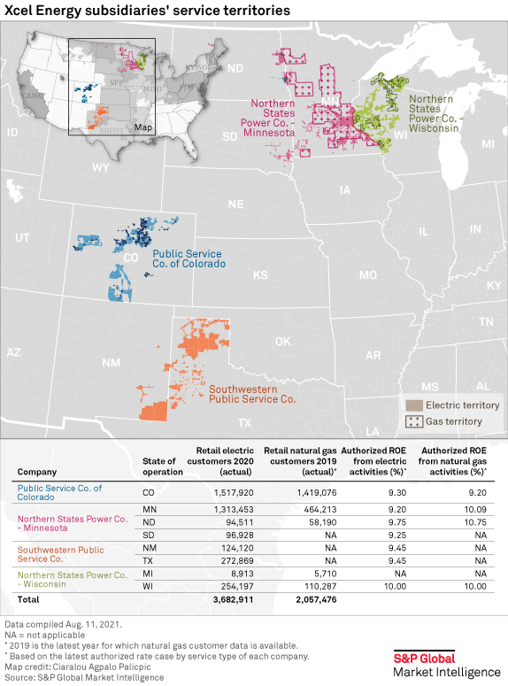 Xcel Energy subsidiaries' service territories
CAISO
SPP
MISO
ERCOT
PJM
NYISO
Map
ND
MN
SD
WI
MI
ID
WY
IA
NE
UT
CO
IL
IN
KS
MO
KY
TN
AZ
NM
OK
AR
MS
AL
TX
LA
Northern
States
Power Co. -
Minnesota
Northern
States
Power Co. -
Wisconsin
Public Service
Co. of Colorado
Southwestern
Public Service Co.
Electric territory
Gas territory
Company
State of operation
Retail electric customers 2020 (actual)
Retail natural gas customers 2019 (actual)*
Authorized ROE from electric activities (%)˟
Authorized ROE from natural gas activities (%)˟
Public Service Co. of Colorado CO 1,517,920 1,419,076 9.30 9.20
Northern States Power Co. - Minnesota
MN 1,313,453 464,213 9.20 10.09
ND 94,511 58,190 9.75 10.75
SD 96,928 NA 9.25 NA
Southwestern Public Service Co.
NM 124,120 NA 9.45 NA
TX 272,869 NA 9.45 NA
Northern States Power Co. - Wisconsin
MI 8,913 5,710 NA NA
WI 254,197 110,287 10.00 10.00
Total 3,682,911 2,057,476
Data compiled Aug. 11, 2021.
NA = not applicable
* 2019 is the latest year for which natural gas customer data is available.
˟ Based on the latest authorized rate case by service type of each company.
Map credit: Ciaralou Agpalo Palicpic
Source: S&P Global Market Intelligence
S&P Global
Market Intelligence